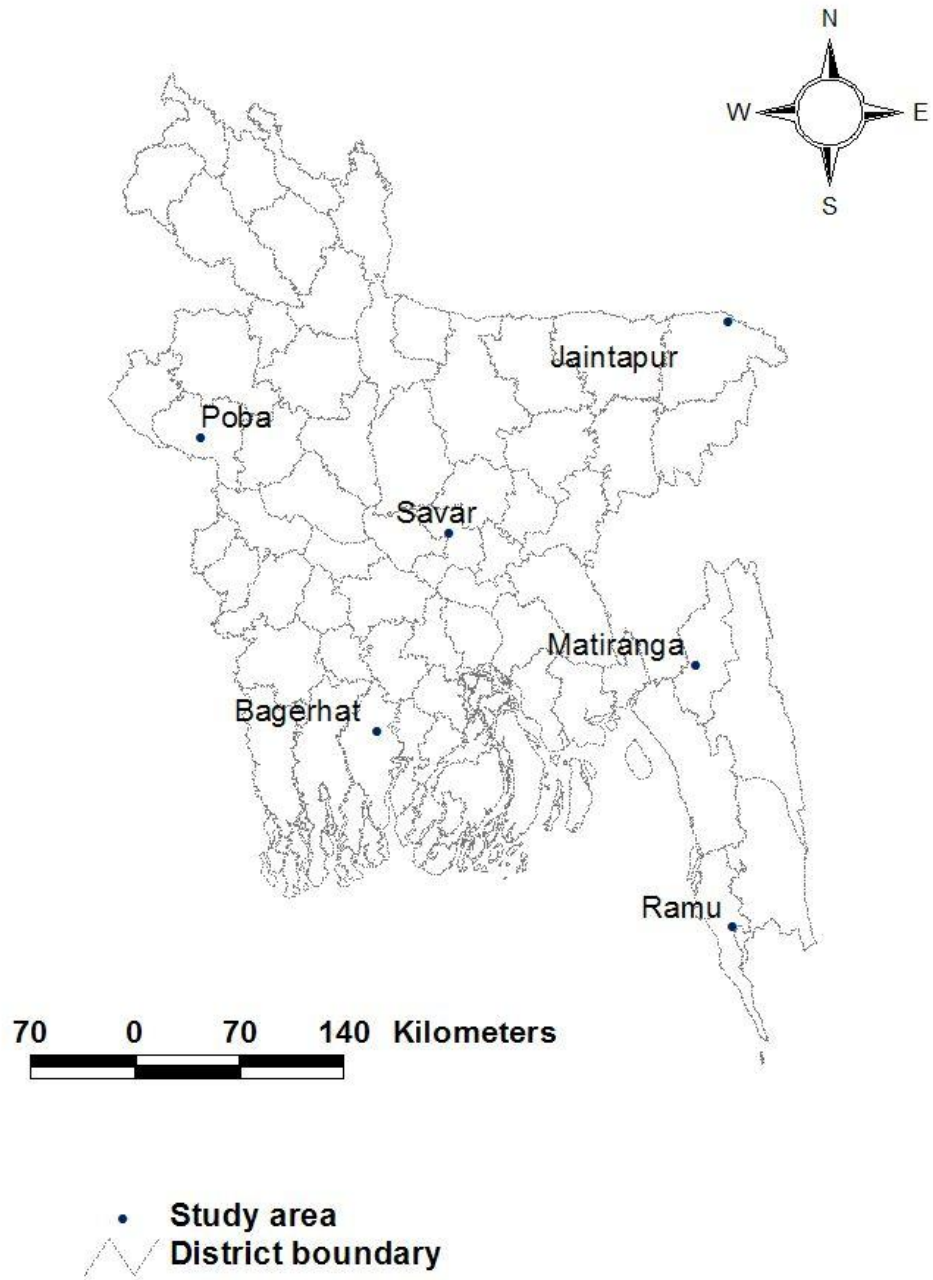 N
W E
S
Jaintapur
Poba
Savar
Matiranga
Bagerhat
Ramu
70 0 70 140 Kilometers
Study area
District boundary